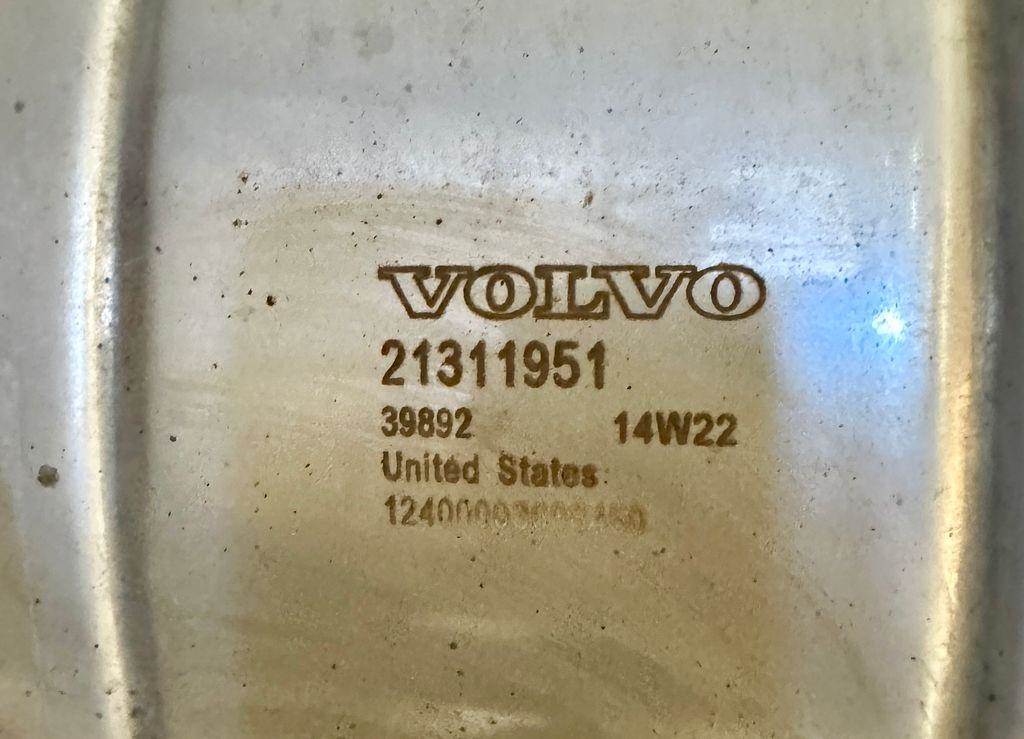 VOLVO
21311951
39892 14W22
United States